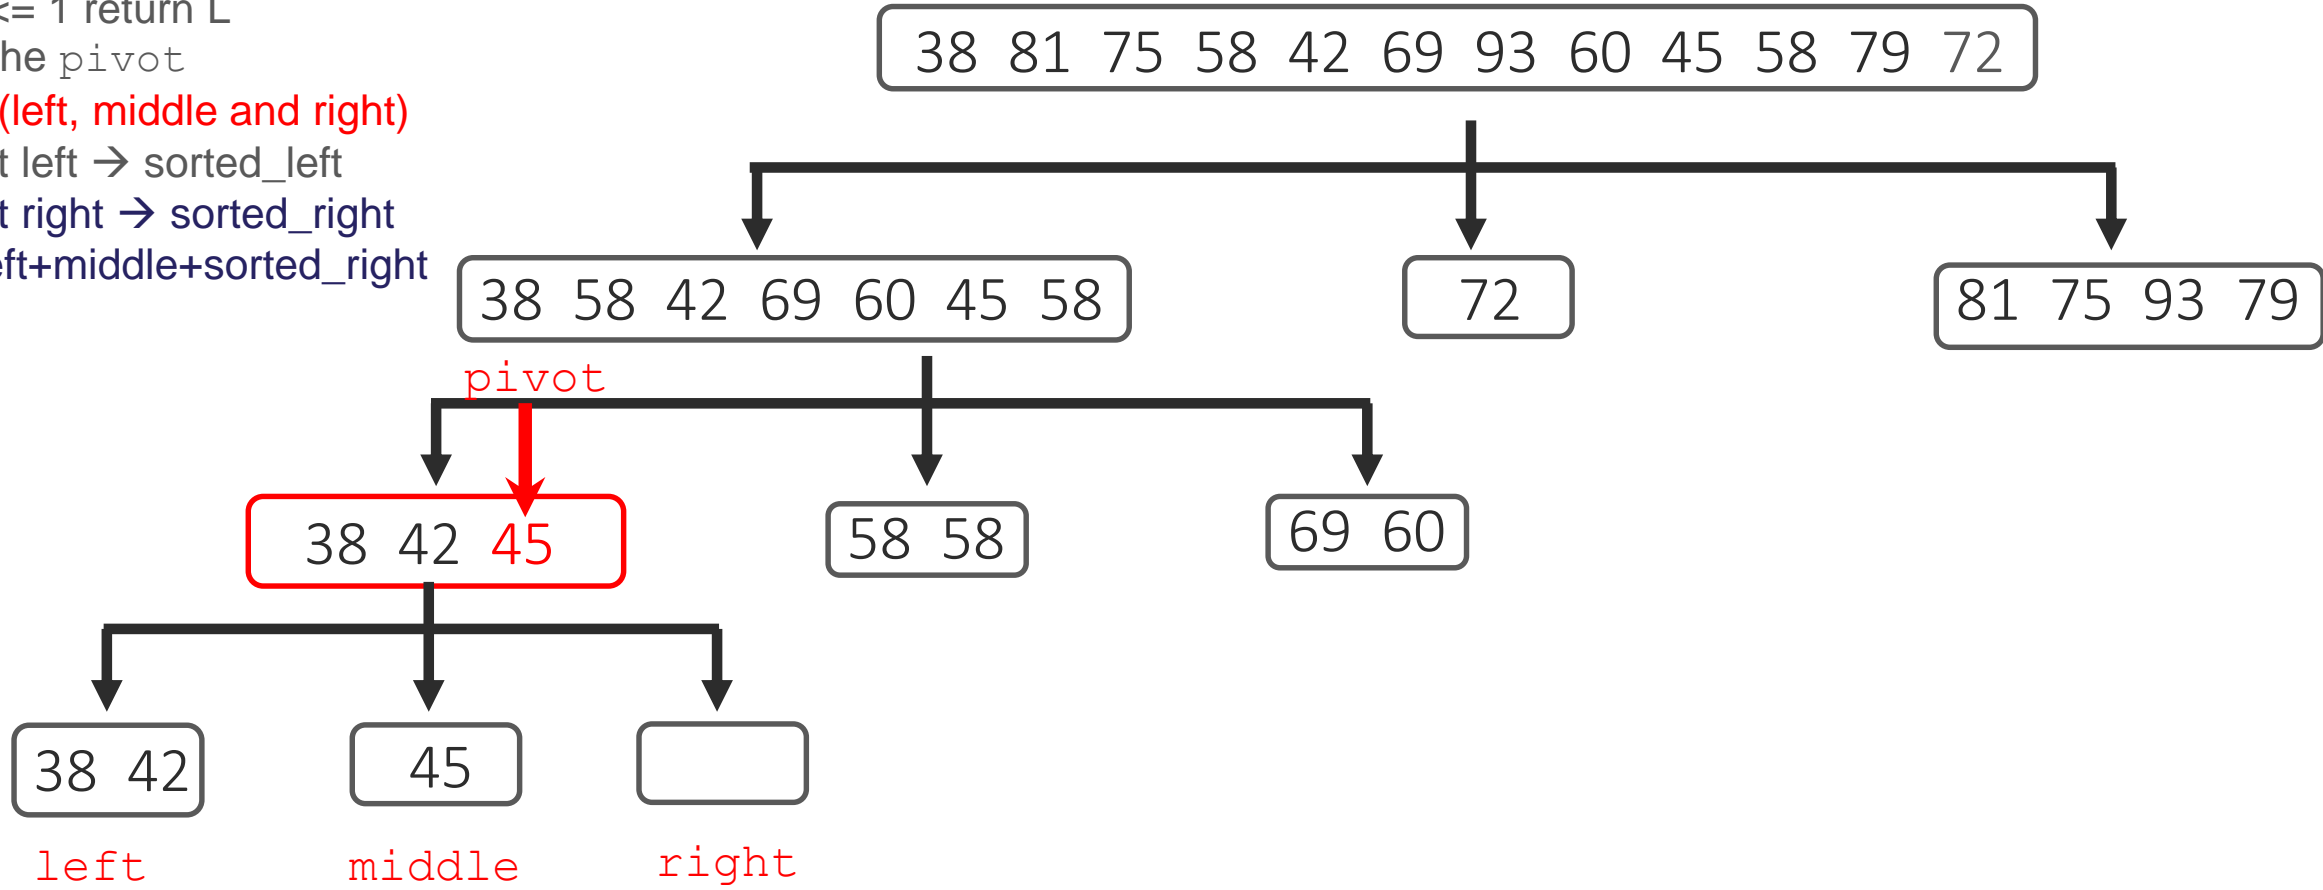 <= 1 return L
he pivot
(left, middle and right)
t left → sorted_left
t right → sorted_right
eft+middle+sorted_right
38 81 75 58 42 69 93 60 45 58 79 72
38 58 42 69 60 45 58
72
81 75 93 79
pivot
38 42 45
58 58
69 60
38 42
45
left
middle
right